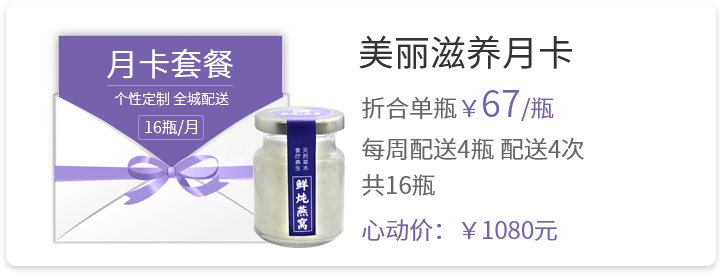 月卡套餐
个性定制 全城配送
16瓶/月
天然草本
食疗养生
鲜炖燕窝
美丽滋养月卡
折合单瓶￥67/瓶
每周配送4瓶 配送4次
共16瓶
心动价：￥1080元